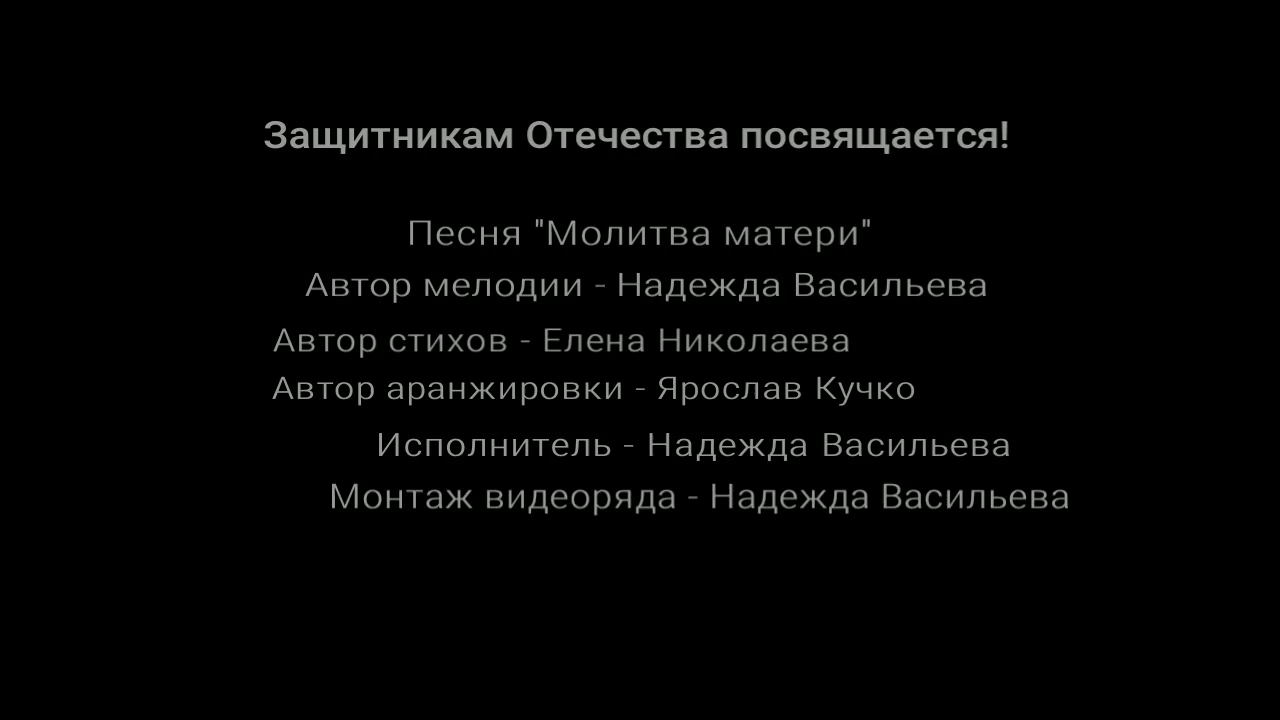 Защитникам Отечества посвящается!
Песня "Молитва матери"
Автор мелодии - Надежда Васильева
Автор стихов - Елена Николаева
Автор аранжировки - Ярослав Кучко
Исполнитель - Надежда Васильева
Монтаж видеоряда - Надежда Васильева